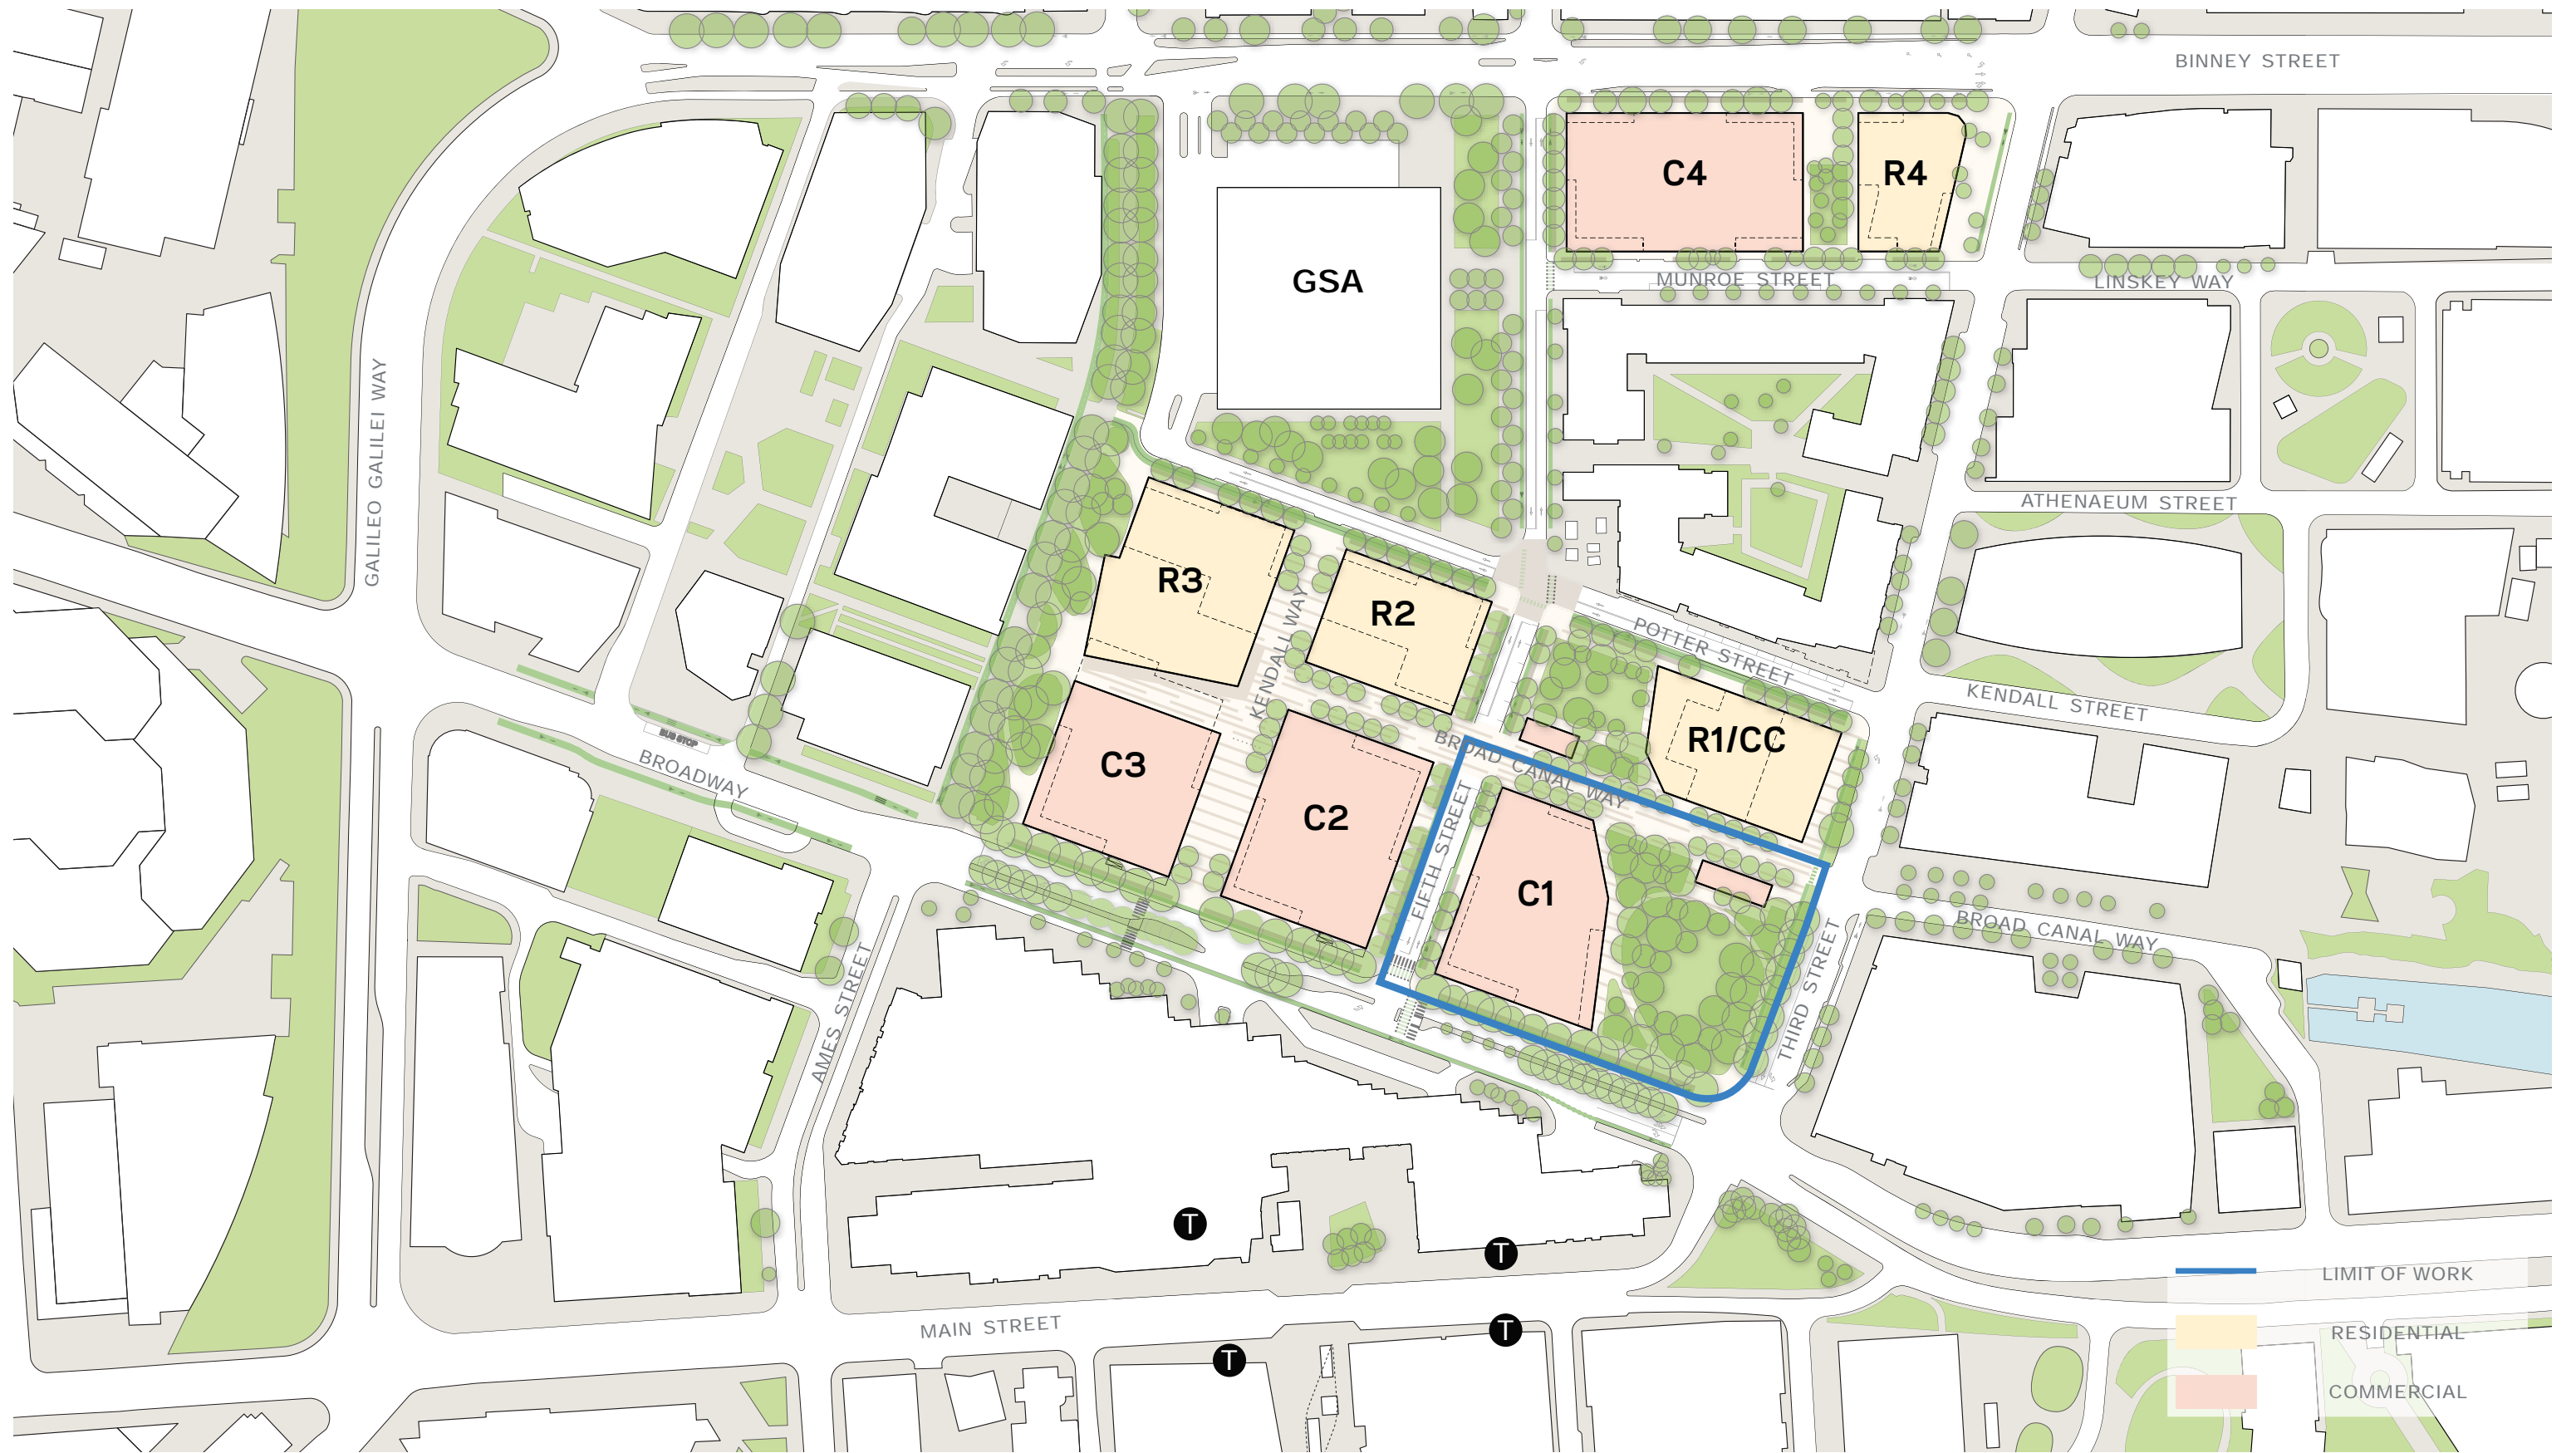 BINNEY STREET
C4
R4
GSA
MUNROE STREET
LINSKEY WAY
GALILEO GALILEI WAY
ATHENAEUM STREET
R3
R2
KENDALL WAY
POTTER STREET
KENDALL STREET
BUS STOP
BROADWAY
C3
C2
BROAD CANAL WAY
R1/CC
FIFTH STREET
C1
BROAD CANAL WAY
THIRD STREET
AMES STREET
T
T
T
T
MAIN STREET
LIMIT OF WORK
RESIDENTIAL
COMMERCIAL